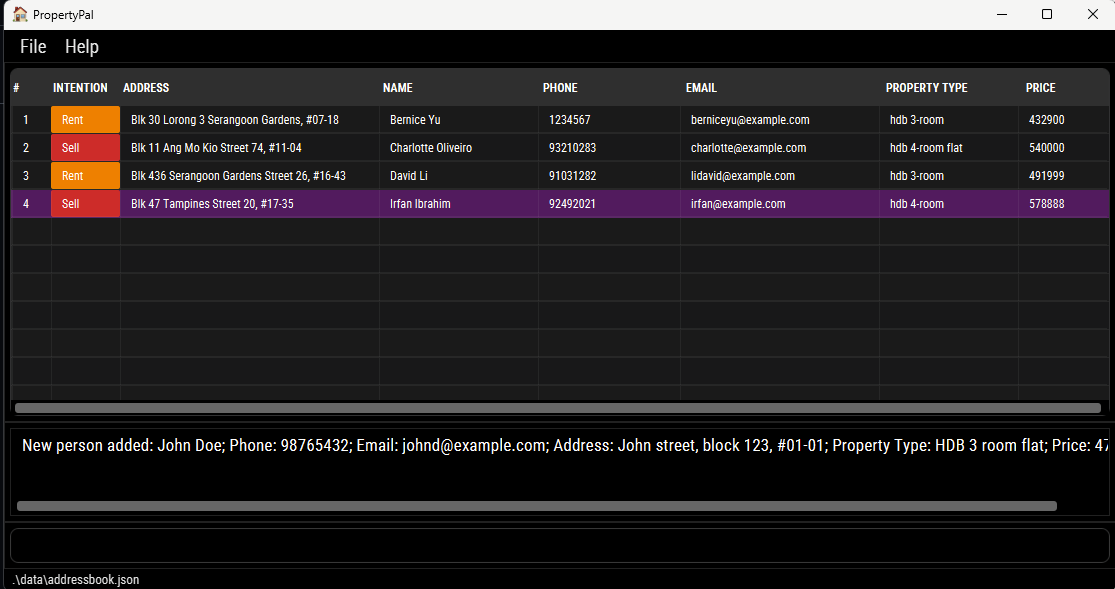 PropertyPal
File Help
# INTENTION ADDRESS NAME PHONE EMAIL PROPERTY TYPE PRICE
1 Rent Blk 30 Lorong 3 Serangoon Gardens, #07-18 Bernice Yu 1234567 berniceyu@example.com hdb 3-room 432900
2 Sell Blk 11 Ang Mo Kio Street 74, #11-04 Charlotte Oliveiro 93210283 charlotte@example.com hdb 4-room flat 540000
3 Rent Blk 436 Serangoon Gardens Street 26, #16-43 David Li 91031282 lidavid@example.com hdb 3-room 491999
4 Sell Blk 47 Tampines Street 20, #17-35 Irfan Ibrahim 92492021 irfan@example.com hdb 4-room 578888
New person added: John Doe; Phone: 98765432; Email: johnd@example.com; Address: John street, block 123, #01-01; Property Type: HDB 3 room flat; Price: 47
.\data\addressbook.json